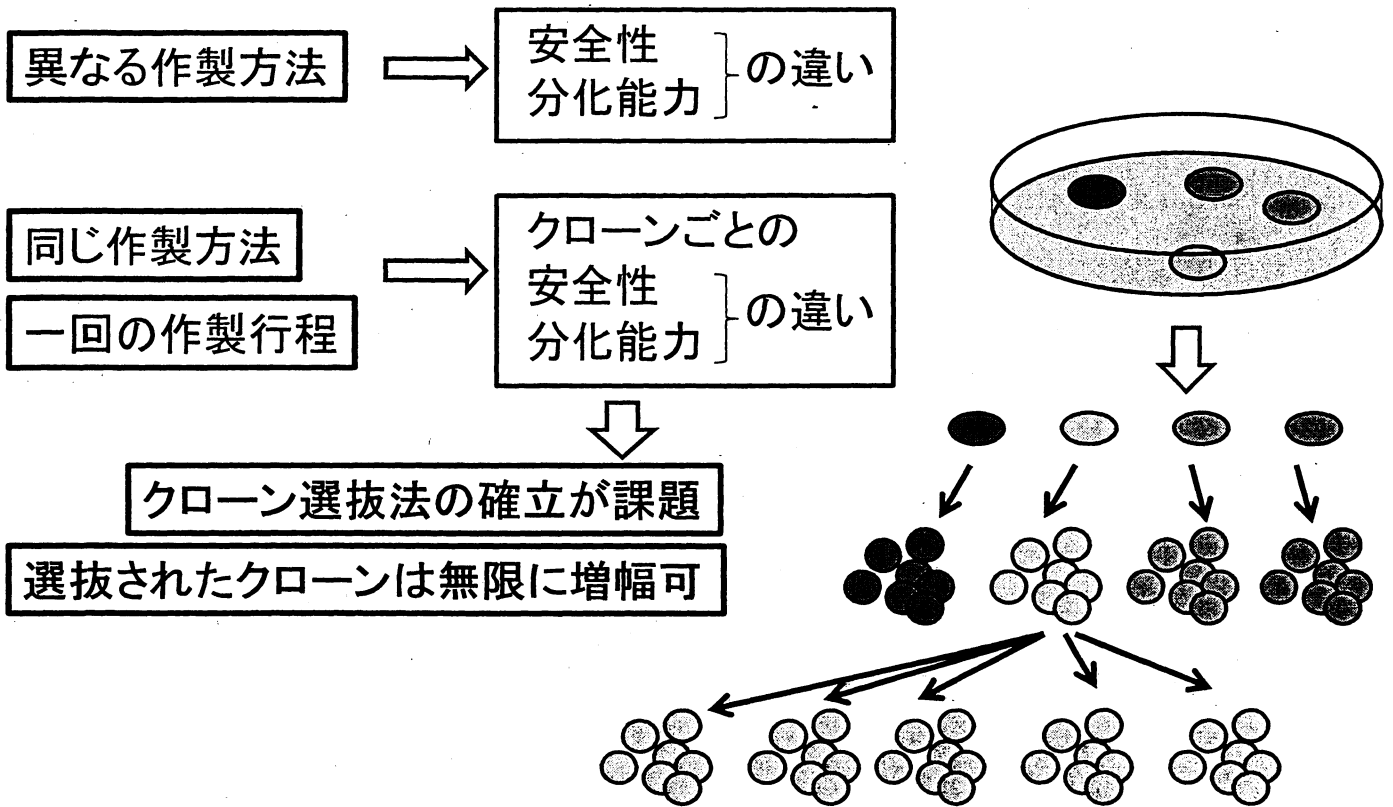 異なる作製方法
安全性
分化能力
の違い
同じ作製方法
一回の作製行程
クローンごとの
安全性
分化能力
の違い
クローン選抜法の確立が課題
選抜されたクローンは無限に増幅可